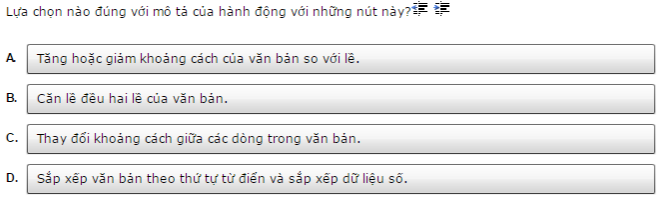 Lựa chọn nào đúng với mô tả của hành động với những nút này?
A. Tăng hoặc giảm khoảng cách của văn bản so với lề.
B. Căn lề đều hai lề của văn bản.
C. Thay đổi khoảng cách giữa các dòng trong văn bản.
D. Sắp xếp văn bản theo thứ tự từ điển và sắp xếp dữ liệu số.